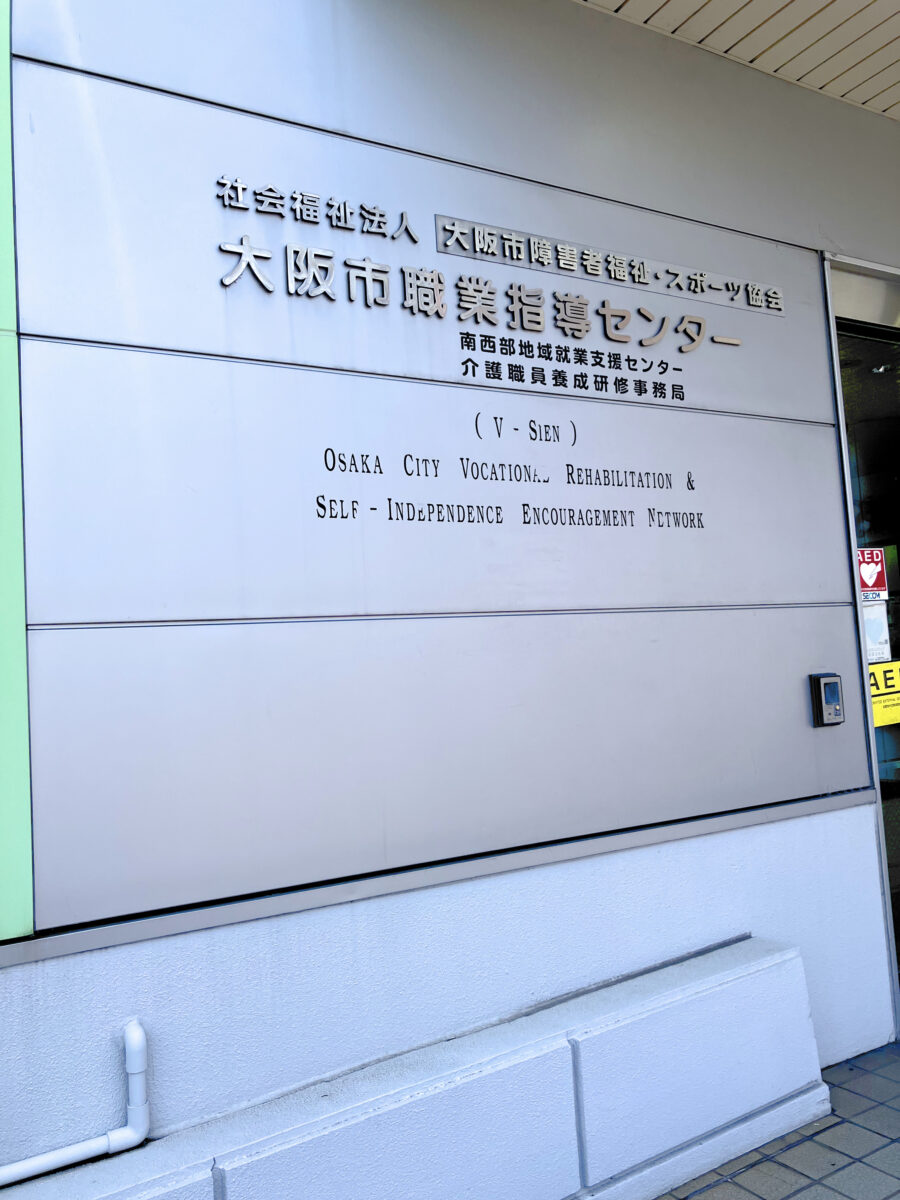 社会福祉法人 大阪市障害者福祉・スポーツ協会
大阪市職業指導センター
南西部地域就業支援センター
介護職員養成研修事務局
( V - SiEN )
OSAKA CITY VOCATIONAL REHABILITATION &
SELF - INDEPENDENCE ENCOURAGEMENT NETWORK
AED
SECOM
AED